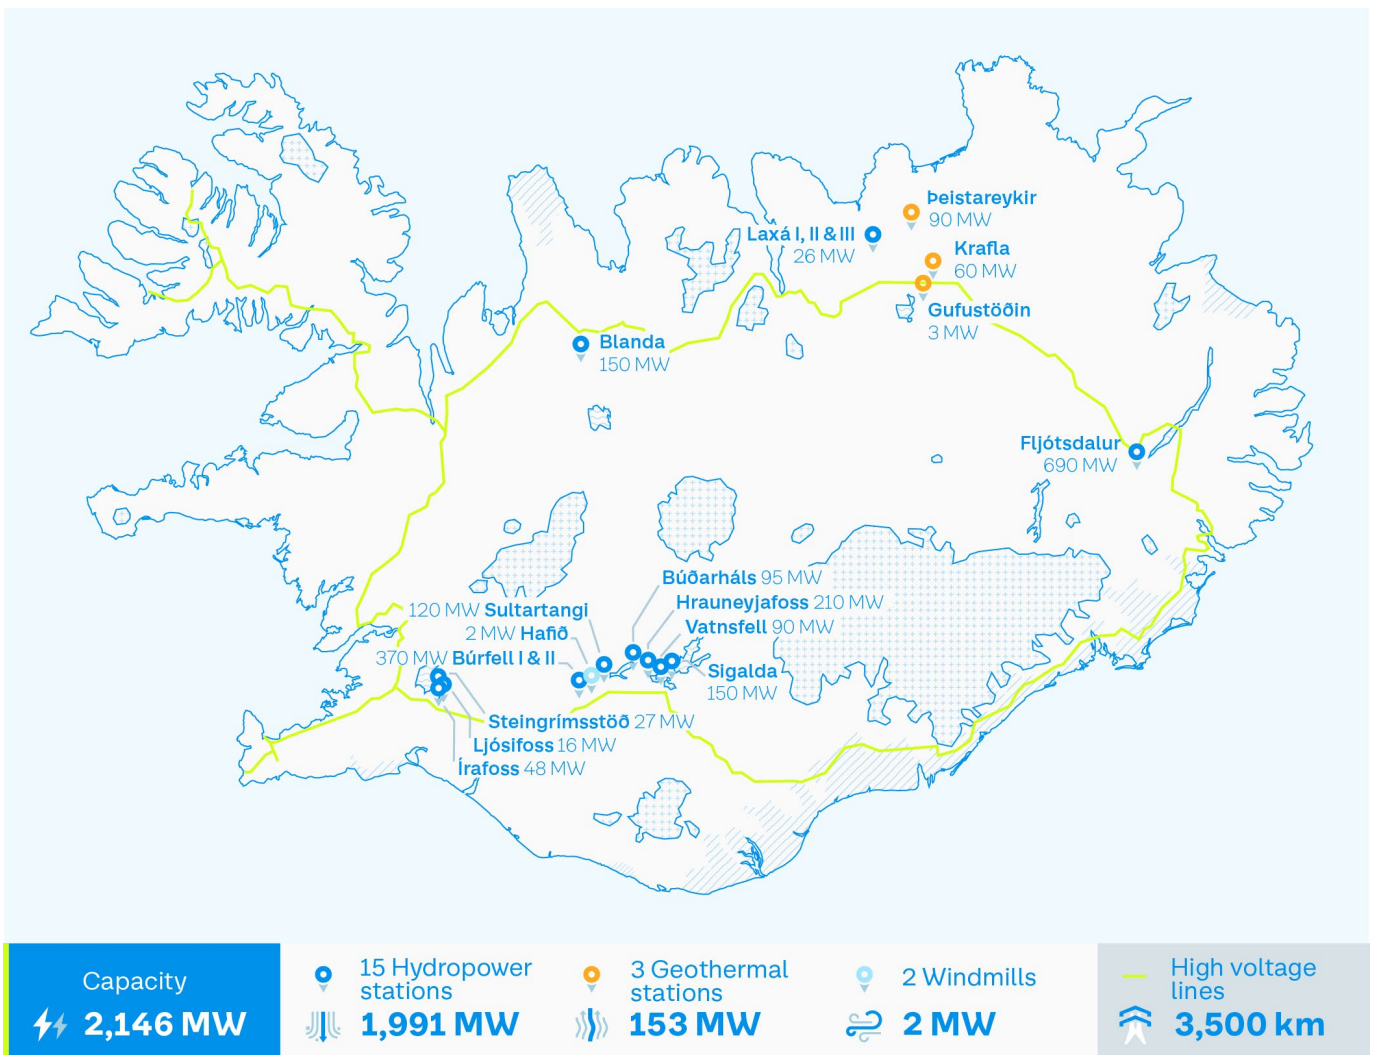 Þeistareykir
90 MW
Laxá I, II & III
26 MW
Krafla
60 MW
Gufustöðin
3 MW
Blanda
150 MW
Fljótsdalur
690 MW
Búðarháls 95 MW
Hrauneyjafoss 210 MW
Vatnsfell 90 MW
120 MW Sultartangi
2 MW Hafið
370 MW Búrfell I & II
Sigalda
150 MW
Steingrímsstöð 27 MW
Ljósifoss 16 MW
Írafoss 48 MW
Capacity
2,146 MW
15 Hydropower
stations
1,991 MW
3 Geothermal
stations
153 MW
2 Windmills
2 MW
High voltage
lines
3,500 km